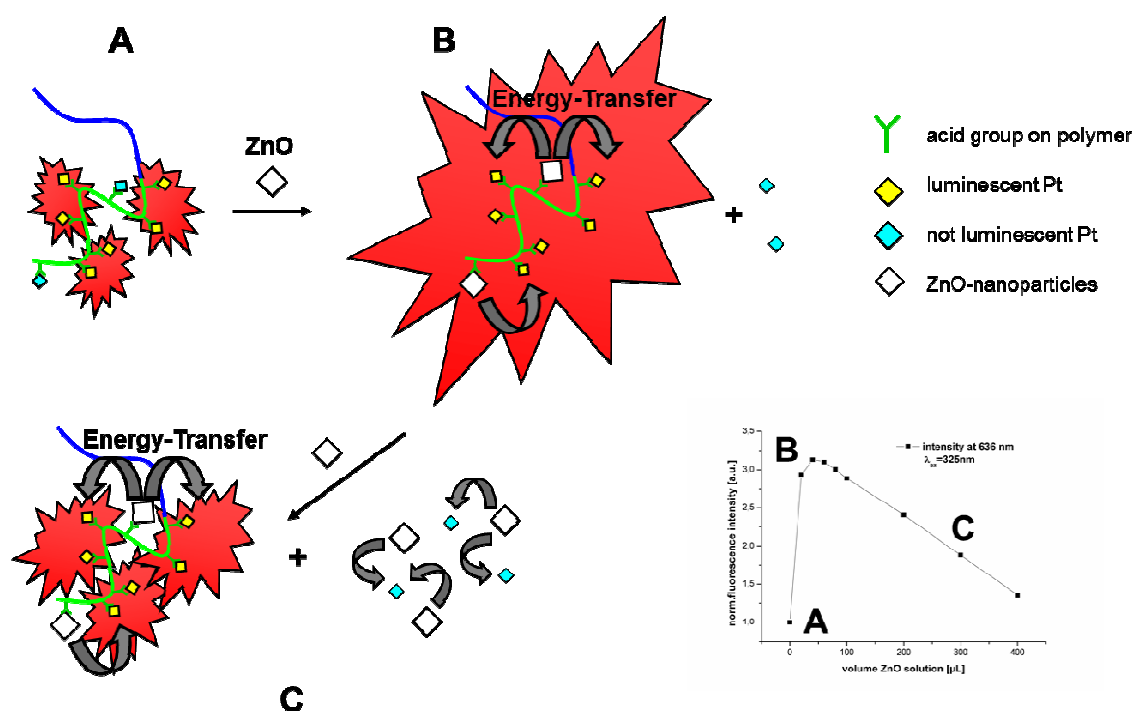 A
B
Energy-Transfer
ZnO
+
acid group on polymer
luminescent Pt
not luminescent Pt
ZnO-nanoparticles
Energy-Transfer
+
C
norm.fluorescence intensity [a.u.]
3.5
3.0
2.5
2.0
1.5
1.0
B
A
C
intensity at 636 nm
=325nm
0
100
200
300
400
volume ZnO solution [µL]